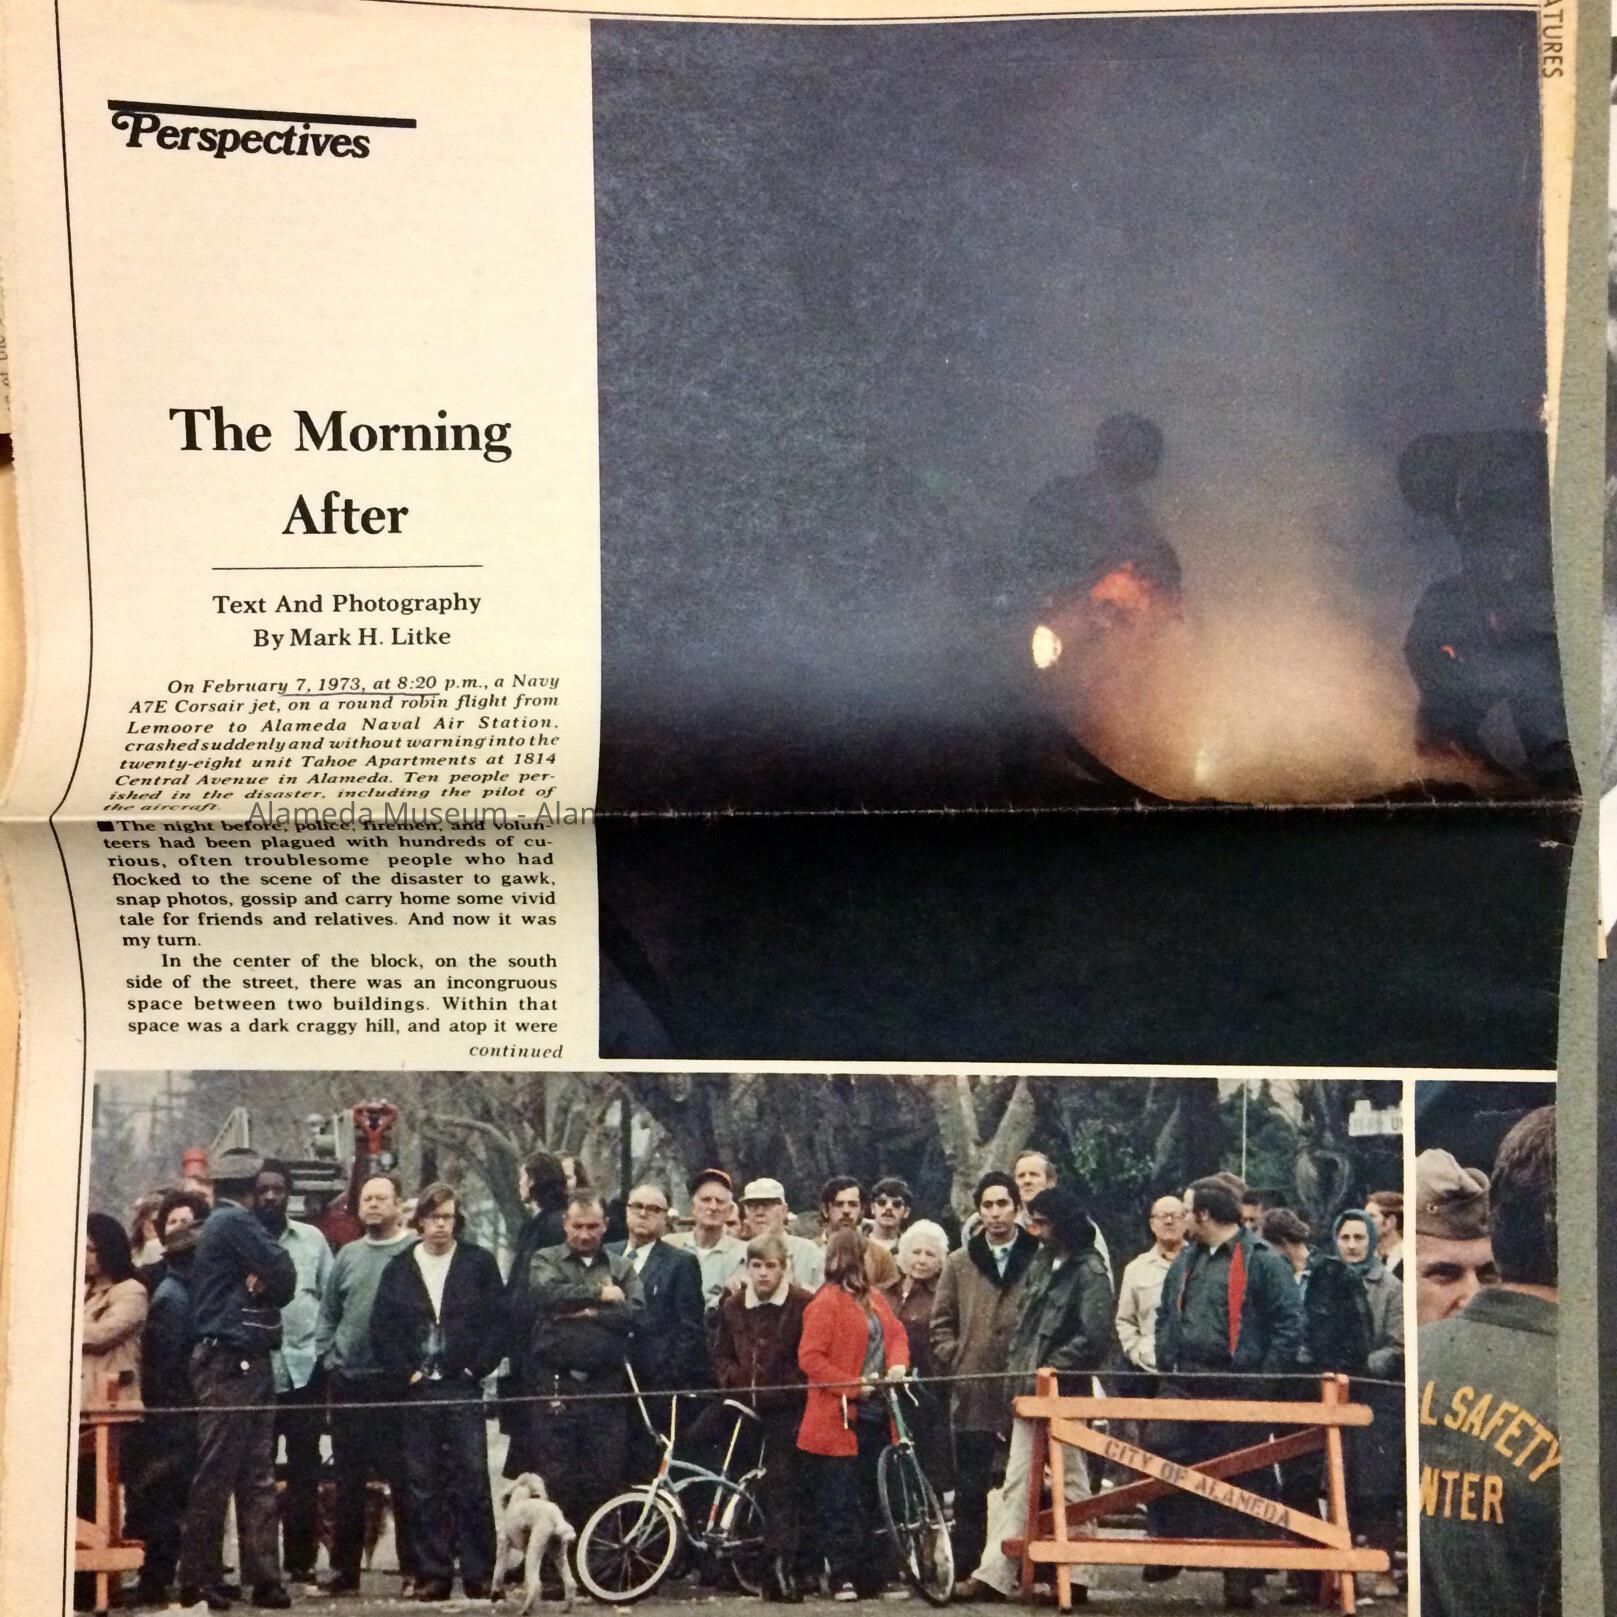 ATURES
Perspectives
The Morning
After
Text And Photography
By Mark H. Litke
On February 7, 1973, at 8:20 p.m., a Navy
A7E Corsair jet, on a round robin flight from
Lemoore to Alameda Naval Air Station,
crashed suddenly and without warning into the
twenty-eight unit Tahoe Apartments at 1814
Central Avenue in Alameda. Ten people per-
ished in the disaster, including the pilot of
the aircraft.
Alameda Museum - Alameda Museum
■The night before, police, firemen, and volun-
teers had been plagued with hundreds of cu-
rious, often troublesome people who had
flocked to the scene of the disaster to gawk,
snap photos, gossip and carry home some vivid
tale for friends and relatives. And now it was
my turn.
In the center of the block, on the south
side of the street, there was an incongruous
space between two buildings. Within that
space was a dark craggy hill, and atop it were
continued
CITY OF ALAMEDA
L SAFETY
NTER